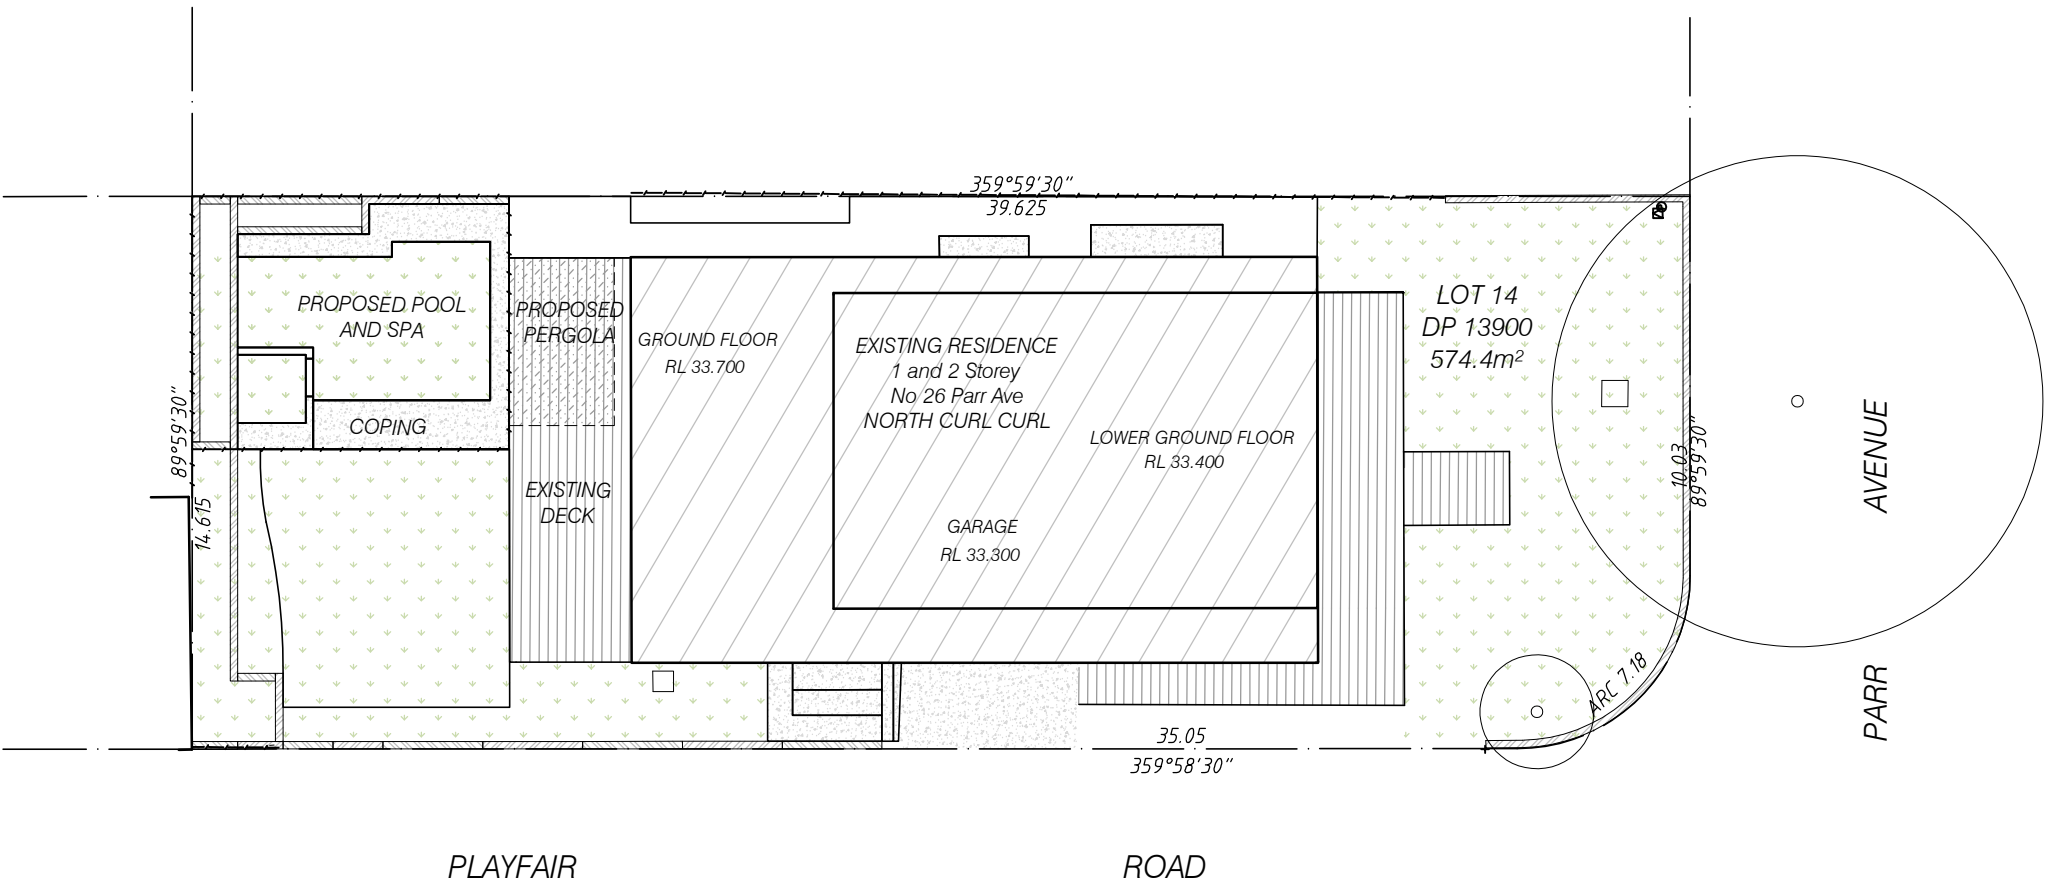 359°59'30"
39.625
PROPOSED POOL
AND SPA
PROPOSED
PERGOLA
GROUND FLOOR
RL 33.700
EXISTING RESIDENCE
1 and 2 Storey
No 26 Parr Ave
NORTH CURL CURL
LOT 14
DP 13900
574.4m²
COPING
LOWER GROUND FLOOR
RL 33.400
89°59'30"
14.615
EXISTING
DECK
GARAGE
RL 33.300
10.03
89°59'30"
ARC 7.18
35.05
359°58'30"
PARR AVENUE
PLAYFAIR ROAD